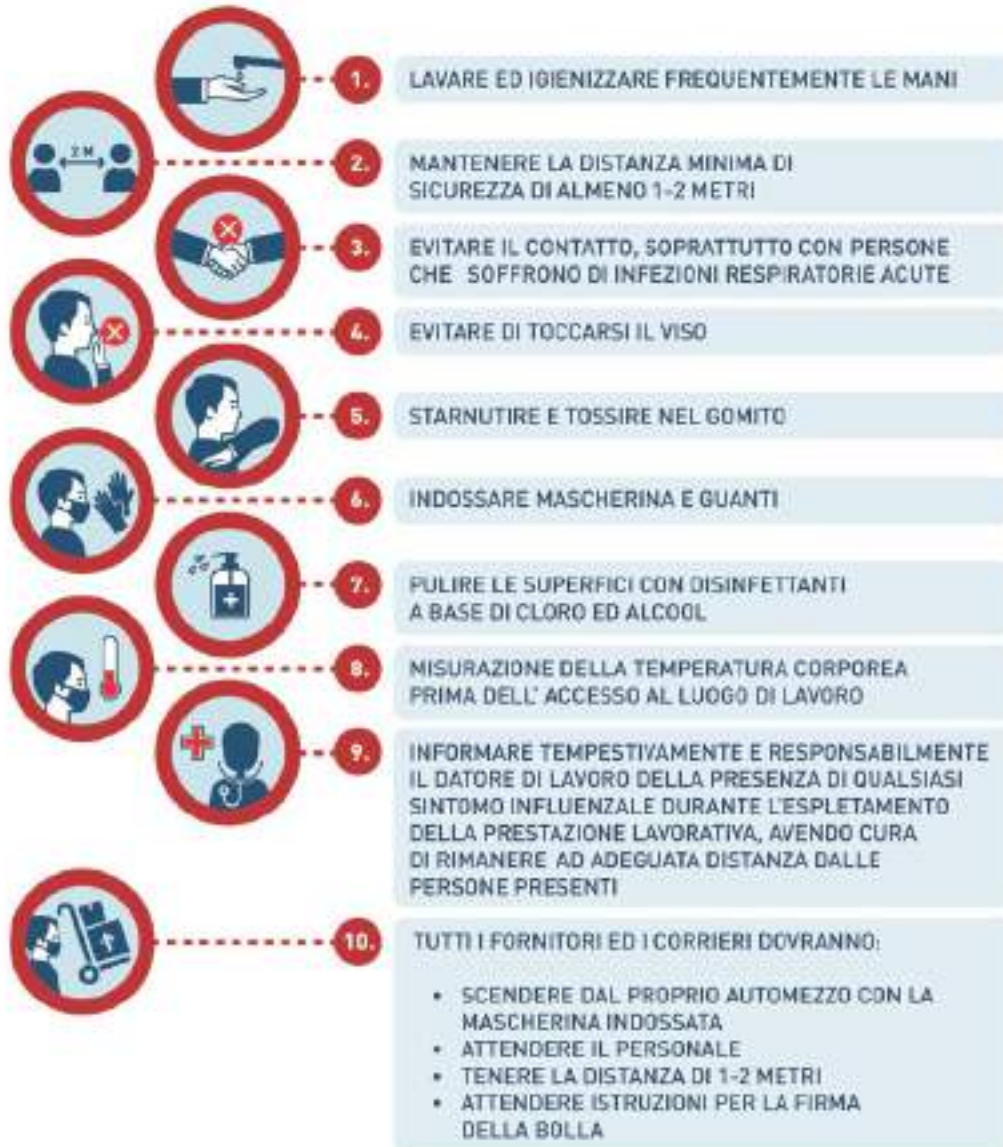 1. LAVARE ED IGIENIZZARE FREQUENTEMENTE LE MANI
2 M
2. MANTENERE LA DISTANZA MINIMA DI
SICUREZZA DI ALMENO 1-2 METRI
3. EVITARE IL CONTATTO, SOPRATTUTTO CON PERSONE
CHE SOFFRONO DI INFEZIONI RESPIRATORIE ACUTE
4. EVITARE DI TOCCARSI IL VISO
5. STARNUTIRE E TOSSIRE NEL GOMITO
6. INDOSSARE MASCHERINA E GUANTI
7. PULIRE LE SUPERFICI CON DISINFETTANTI
A BASE DI CLORO ED ALCOOL
8. MISURAZIONE DELLA TEMPERATURA CORPOREA
PRIMA DELL' ACCESSO AL LUOGO DI LAVORO
9. INFORMARE TEMPESTIVAMENTE E RESPONSABILMENTE
IL DATORE DI LAVORO DELLA PRESENZA DI QUALSIASI
SINTOMO INFLUENZALE DURANTE L'ESPLETAMENTO
DELLA PRESTAZIONE LAVORATIVA, AVENDO CURA
DI RIMANERE AD ADEGUATA DISTANZA DALLE
PERSONE PRESENTI
10. TUTTI I FORNITORI ED I CORRIERI DOVRANNO:
• SCENDERE DAL PROPRIO AUTOMEZZO CON LA
MASCHERINA INDOSSATA
• ATTENDERE IL PERSONALE
• TENERE LA DISTANZA DI 1-2 METRI
• ATTENDERE ISTRUZIONI PER LA FIRMA
DELLA BOLLA